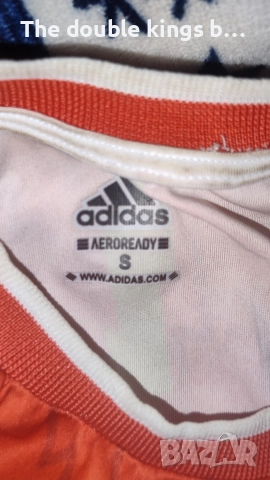 The double kings b...
adidas
AEROREADY
S
WWW.ADIDAS.COM
BAZAR